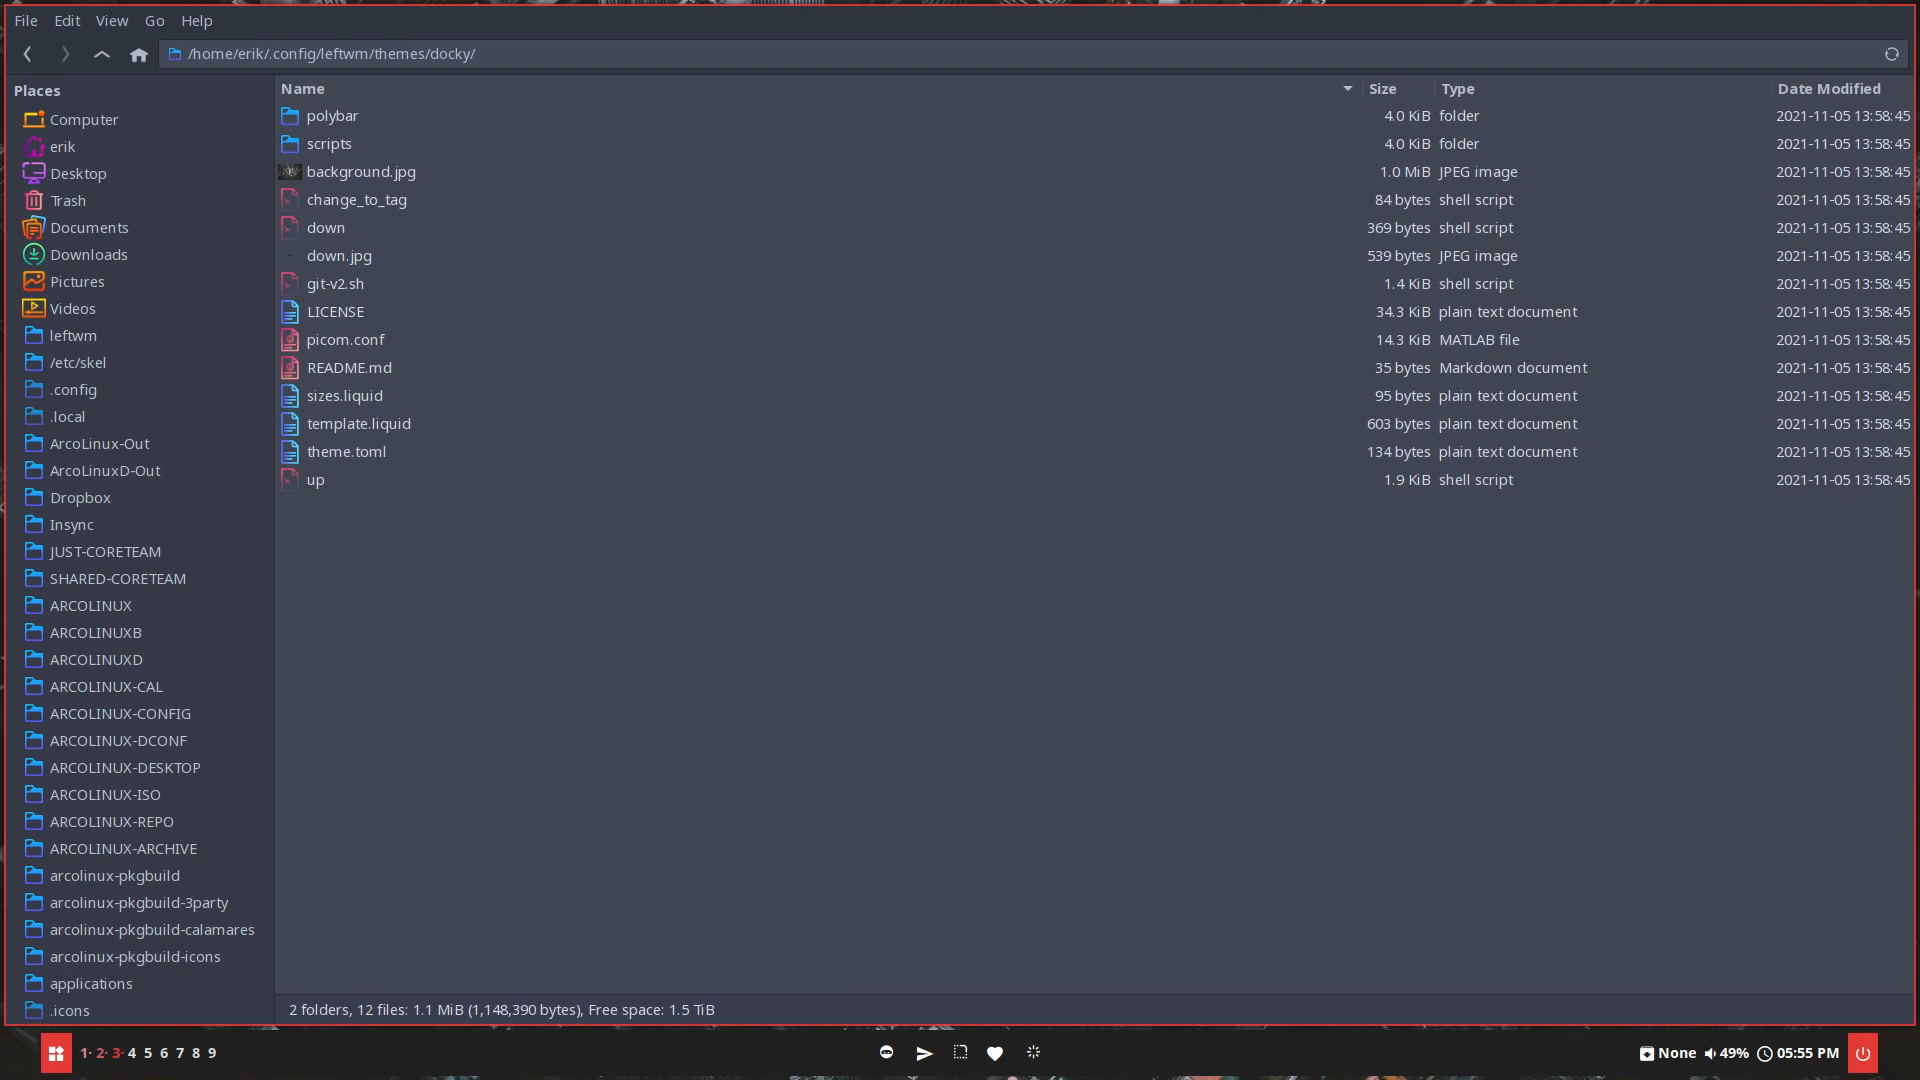 File Edit View Go Help
/home/erik/.config/leftwm/themes/docky/
Places
Computer
erik
Desktop
Trash
Documents
Downloads
Pictures
Videos
leftwm
/etc/skel
.config
.local
ArcoLinux-Out
ArcoLinuxD-Out
Dropbox
Insync
JUST-CORETEAM
SHARED-CORETEAM
ARCOLINUX
ARCOLINUXB
ARCOLINUXD
ARCOLINUX-CAL
ARCOLINUX-CONFIG
ARCOLINUX-DCONF
ARCOLINUX-DESKTOP
ARCOLINUX-ISO
ARCOLINUX-REPO
ARCOLINUX-ARCHIVE
arcolinux-pkgbuild
arcolinux-pkgbuild-3party
arcolinux-pkgbuild-calamares
arcolinux-pkgbuild-icons
applications
.icons
Name Size Type Date Modified
polybar 4.0 KiB folder 2021-11-05 13:58:45
scripts 4.0 KiB folder 2021-11-05 13:58:45
background.jpg 1.0 MiB JPEG image 2021-11-05 13:58:45
change_to_tag 84 bytes shell script 2021-11-05 13:58:45
down 369 bytes shell script 2021-11-05 13:58:45
down.jpg 539 bytes JPEG image 2021-11-05 13:58:45
git-v2.sh 1.4 KiB shell script 2021-11-05 13:58:45
LICENSE 34.3 KiB plain text document 2021-11-05 13:58:45
picom.conf 14.3 KiB MATLAB file 2021-11-05 13:58:45
README.md 35 bytes Markdown document 2021-11-05 13:58:45
sizes.liquid 95 bytes plain text document 2021-11-05 13:58:45
template.liquid 603 bytes plain text document 2021-11-05 13:58:45
theme.toml 134 bytes plain text document 2021-11-05 13:58:45
up 1.9 KiB shell script 2021-11-05 13:58:45
2 folders, 12 files: 1.1 MiB (1,148,390 bytes), Free space: 1.5 TiB
1· 2· 3· 4 5 6 7 8 9
None 49% 05:55 PM